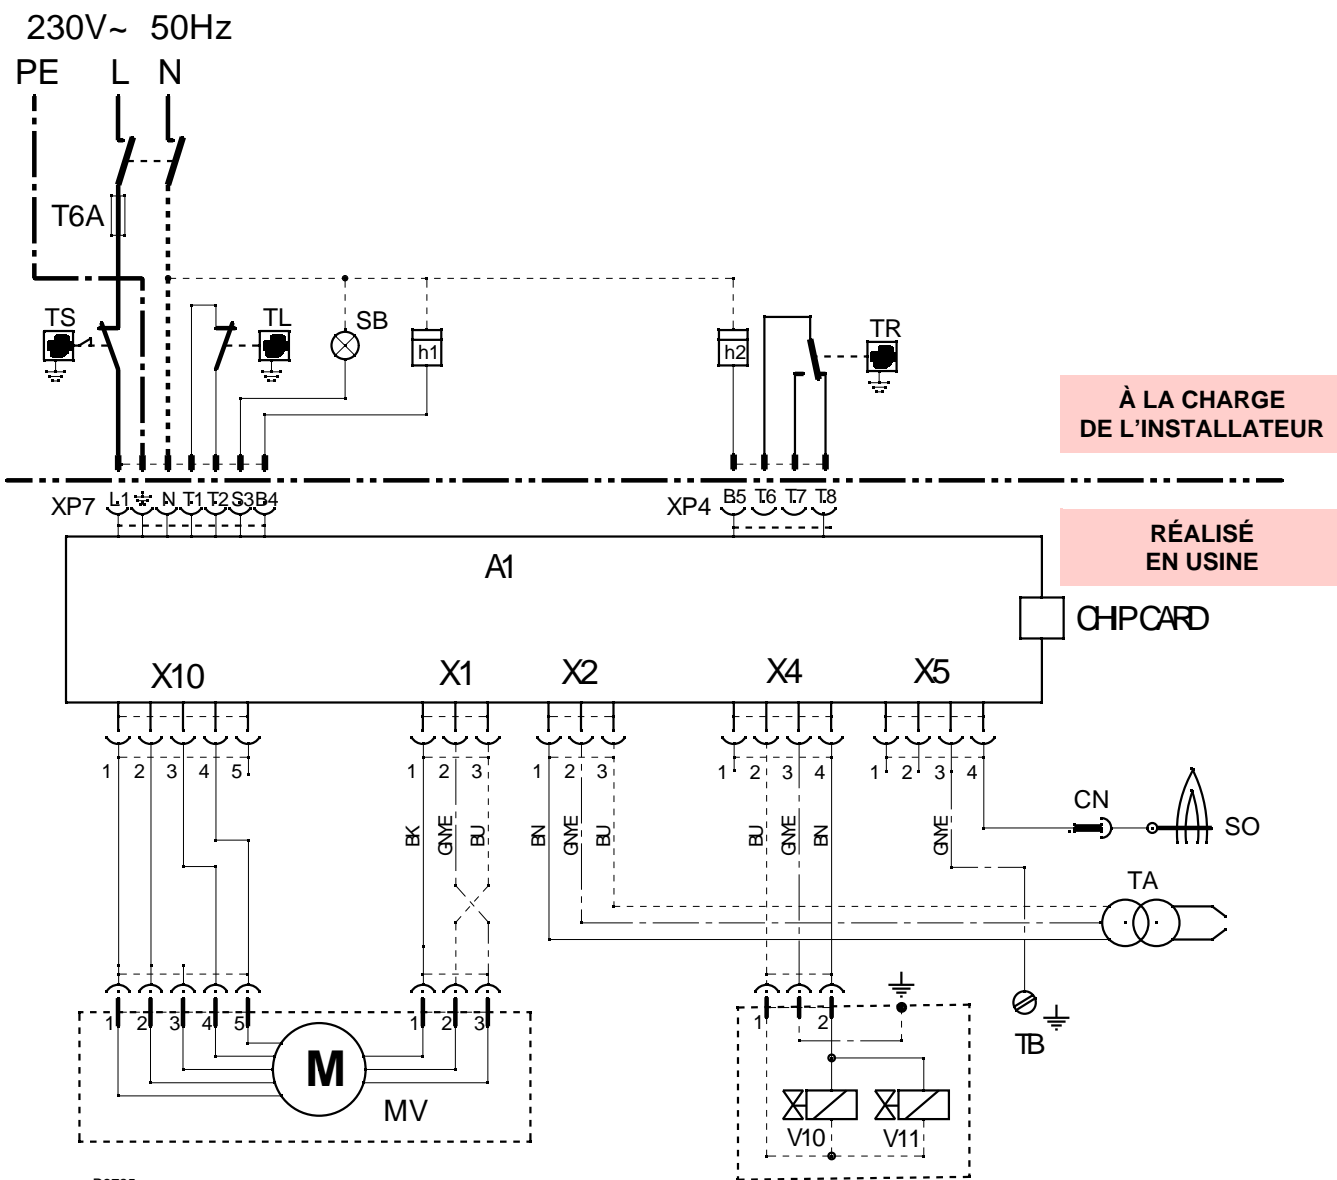 230V~ 50Hz
PE L N
T6A
TS TL SB h1 h2 TR
À LA CHARGE
DE L'INSTALLATEUR
XP7 L1 N T1 T2 S3 B4 XP4 B5 T6 T7 T8
RÉALISÉ
EN USINE
A1
CHIP CARD
X10 X1 X2 X4 X5
1 2 3 4 5 1 2 3 1 2 3 1 2 3 4 1 2 3 4
CN
SO
BK GNYE BU BN GNYE BU BU GNYE BN GNYE
TA
1 2 3 4 5 1 2 3 1 2
TB
M
MV
V10 V11